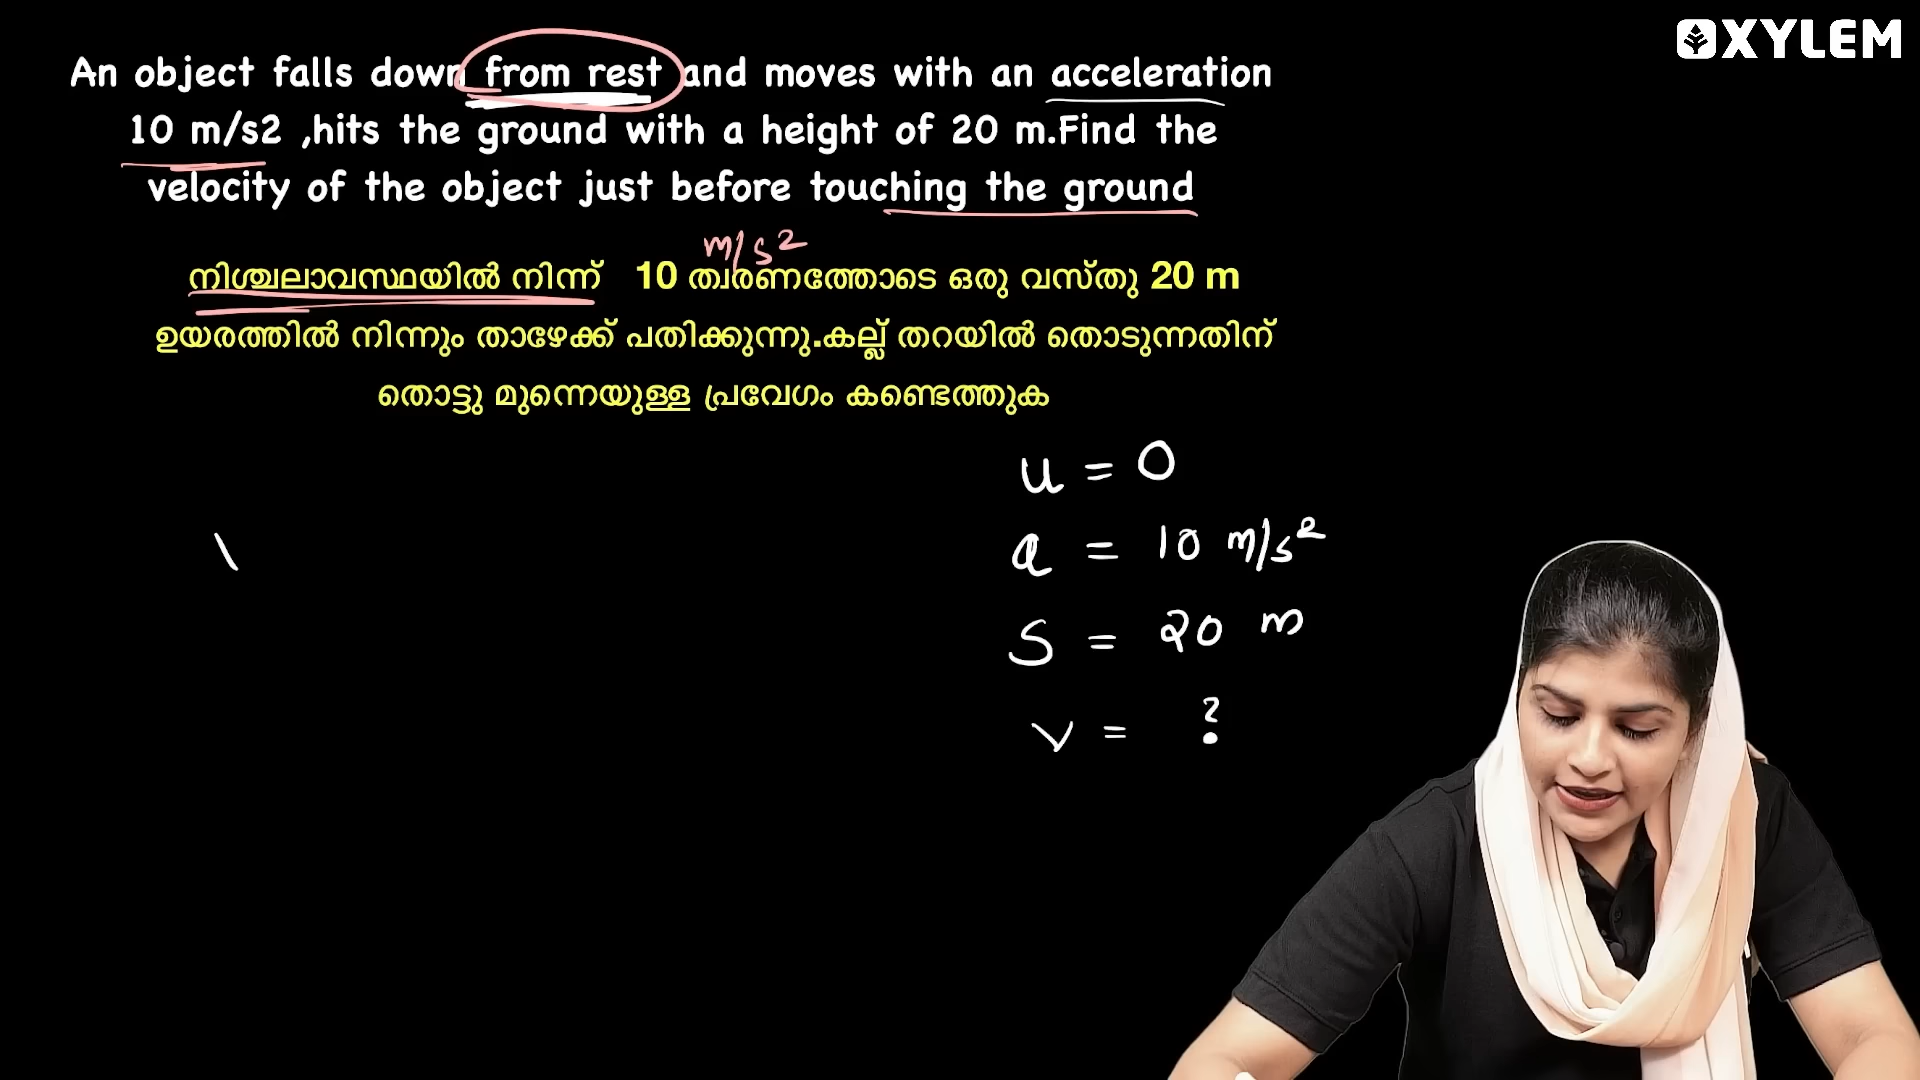 XYLEM
An object falls down from rest and moves with an acceleration
10 m/s2 ,hits the ground with a height of 20 m.Find the
velocity of the object just before touching the ground
m/s²
നിശ്ചലാവസ്ഥയിൽ നിന്ന് 10 ത്വരണത്തോടെ ഒരു വസ്തു 20 m
ഉയരത്തിൽ നിന്നും താഴേക്ക് പതിക്കുന്നു.കല്ല് തറയിൽ തൊടുന്നതിന്
തൊട്ടു മുന്നെയുള്ള പ്രവേഗം കണ്ടെത്തുക
u = 0
a = 10 m/s²
S = 20 m
v = ?